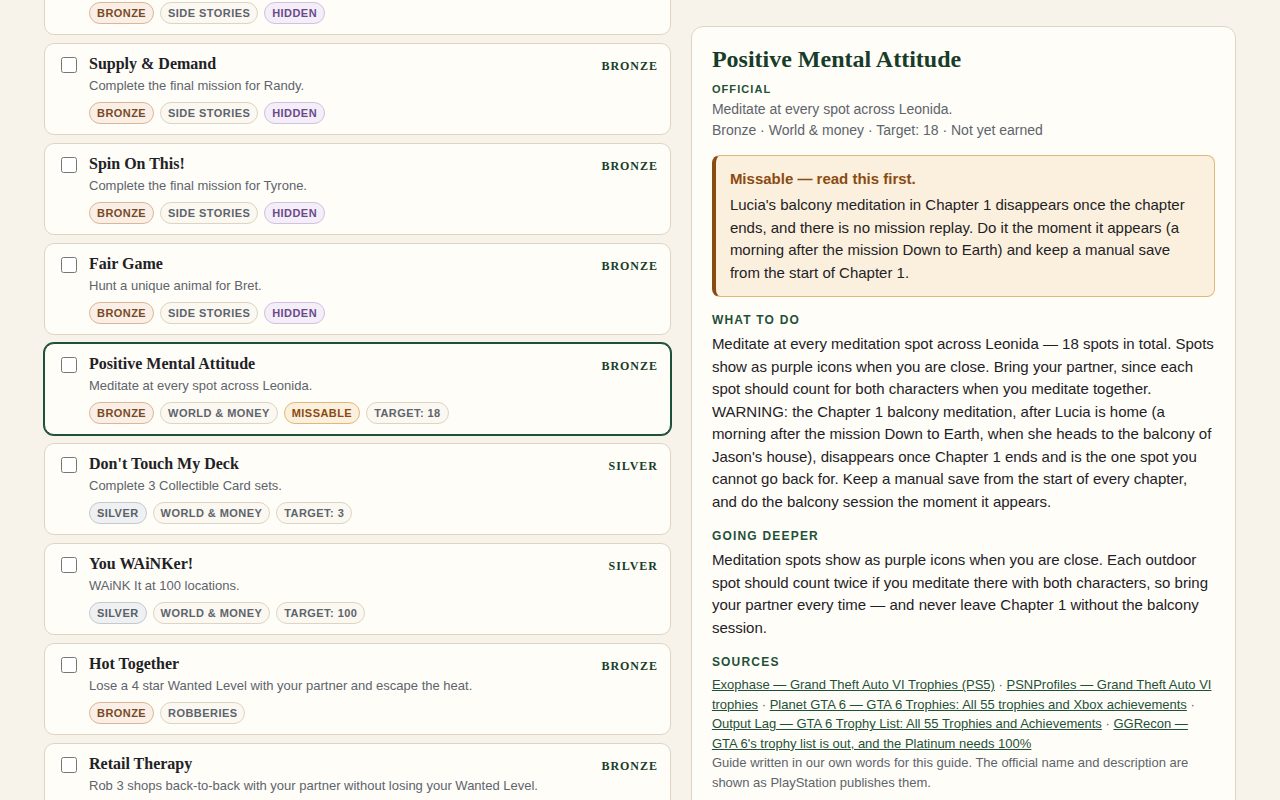 BRONZE SIDE STORIES HIDDEN
Supply & Demand BRONZE
Complete the final mission for Randy.
BRONZE SIDE STORIES HIDDEN
Spin On This! BRONZE
Complete the final mission for Tyrone.
BRONZE SIDE STORIES HIDDEN
Fair Game BRONZE
Hunt a unique animal for Bret.
BRONZE SIDE STORIES HIDDEN
Positive Mental Attitude BRONZE
Meditate at every spot across Leonida.
BRONZE WORLD & MONEY MISSABLE TARGET: 18
Don't Touch My Deck SILVER
Complete 3 Collectible Card sets.
SILVER WORLD & MONEY TARGET: 3
You WAiNKer! SILVER
WAiNK It at 100 locations.
SILVER WORLD & MONEY TARGET: 100
Hot Together BRONZE
Lose a 4 star Wanted Level with your partner and escape the heat.
BRONZE ROBBERIES
Retail Therapy BRONZE
Rob 3 shops back-to-back with your partner without losing your Wanted Level.
Positive Mental Attitude
OFFICIAL
Meditate at every spot across Leonida.
Bronze · World & money · Target: 18 · Not yet earned
Missable — read this first.
Lucia's balcony meditation in Chapter 1 disappears once the chapter
ends, and there is no mission replay. Do it the moment it appears (a
morning after the mission Down to Earth) and keep a manual save
from the start of Chapter 1.
WHAT TO DO
Meditate at every meditation spot across Leonida — 18 spots in total. Spots
show as purple icons when you are close. Bring your partner, since each
spot should count for both characters when you meditate together.
WARNING: the Chapter 1 balcony meditation, after Lucia is home (a
morning after the mission Down to Earth, when she heads to the balcony of
Jason's house), disappears once Chapter 1 ends and is the one spot you
cannot go back for. Keep a manual save from the start of every chapter,
and do the balcony session the moment it appears.
GOING DEEPER
Meditation spots show as purple icons when you are close. Each outdoor
spot should count twice if you meditate there with both characters, so bring
your partner every time — and never leave Chapter 1 without the balcony
session.
SOURCES
Exophase — Grand Theft Auto VI Trophies (PS5) · PSNProfiles — Grand Theft Auto VI
trophies · Planet GTA 6 — GTA 6 Trophies: All 55 trophies and Xbox achievements ·
Output Lag — GTA 6 Trophy List: All 55 Trophies and Achievements · GGRecon —
GTA 6's trophy list is out, and the Platinum needs 100%
Guide written in our own words for this guide. The official name and description are
shown as PlayStation publishes them.